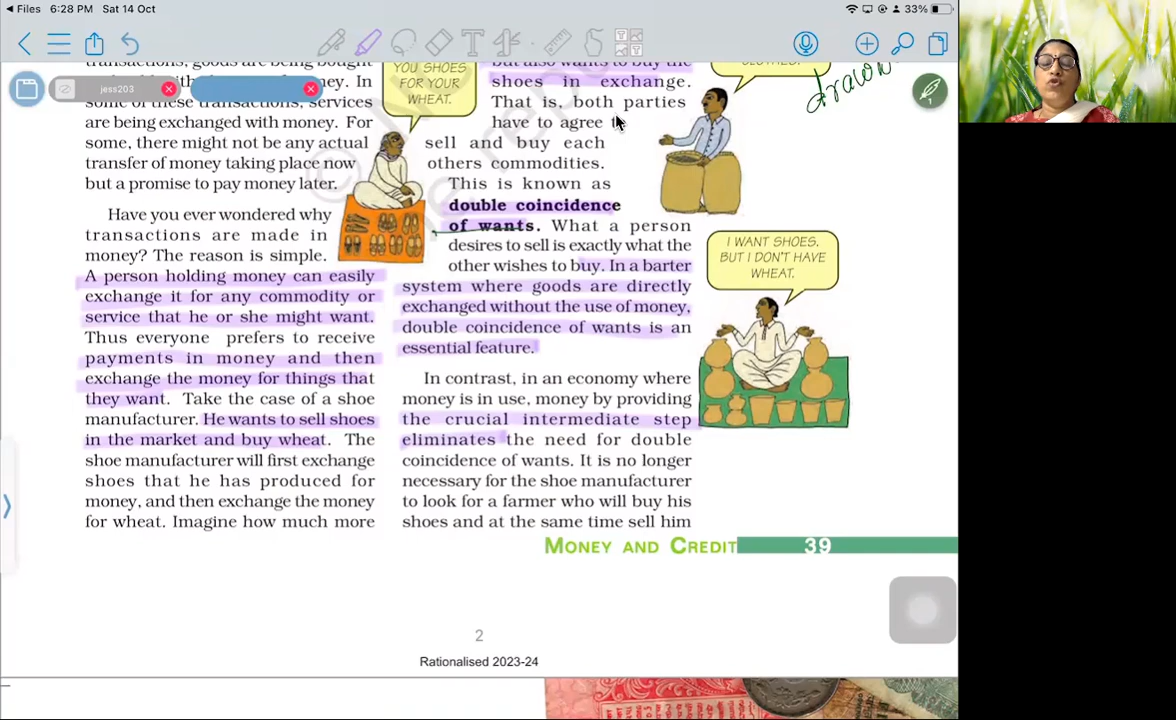 Files 6:28 PM Sat 14 Oct 33%
jess203
transactions, goods are being bought
money. In
some of these transactions, services
are being exchanged with money. For
some, there might not be any actual
transfer of money taking place now
but a promise to pay money later.
Have you ever wondered why
transactions are made in
money? The reason is simple.
A person holding money can easily
exchange it for any commodity or
service that he or she might want.
Thus everyone prefers to receive
payments in money and then
exchange the money for things that
they want. Take the case of a shoe
manufacturer. He wants to sell shoes
in the market and buy wheat. The
shoe manufacturer will first exchange
shoes that he has produced for
money, and then exchange the money
for wheat. Imagine how much more
YOU SHOES
FOR YOUR
WHEAT.
but also wants to buy the
shoes in exchange.
That is, both parties
have to agree
sell and buy each
others commodities.
This is known as
double coincidence
of wants. What a person
desires to sell is exactly what the
other wishes to buy. In a barter
system where goods are directly
exchanged without the use of money,
double coincidence of wants is an
essential feature.
In contrast, in an economy where
money is in use, money by providing
the crucial intermediate step
eliminates the need for double
coincidence of wants. It is no longer
necessary for the shoe manufacturer
to look for a farmer who will buy his
shoes and at the same time sell him
I WANT SHOES,
BUT I DON'T HAVE
WHEAT.
MONEY AND CREDIT 39
2
Rationalised 2023-24